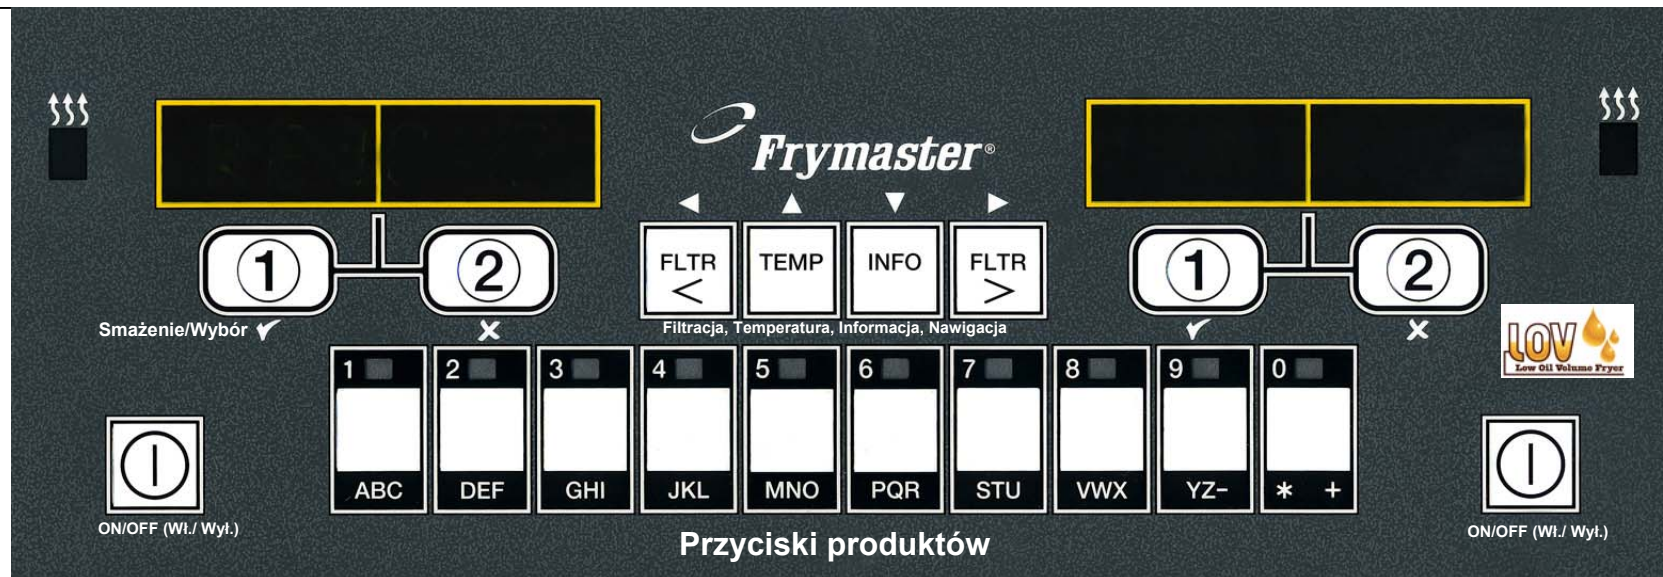 Frymaster®
FLTR <
TEMP
INFO
FLTR >
1 2
1 2
Smażenie/Wybór ✔ ✘
Filtracja, Temperatura, Informacja, Nawigacja
✔ ✘
LOV
Low Oil Volume Fryer
1 2 3 4 5 6 7 8 9 0
ABC DEF GHI JKL MNO PQR STU VWX YZ- * +
ON/OFF (Wł./ Wył.)
ON/OFF (Wł./ Wył.)
Przyciski produktów